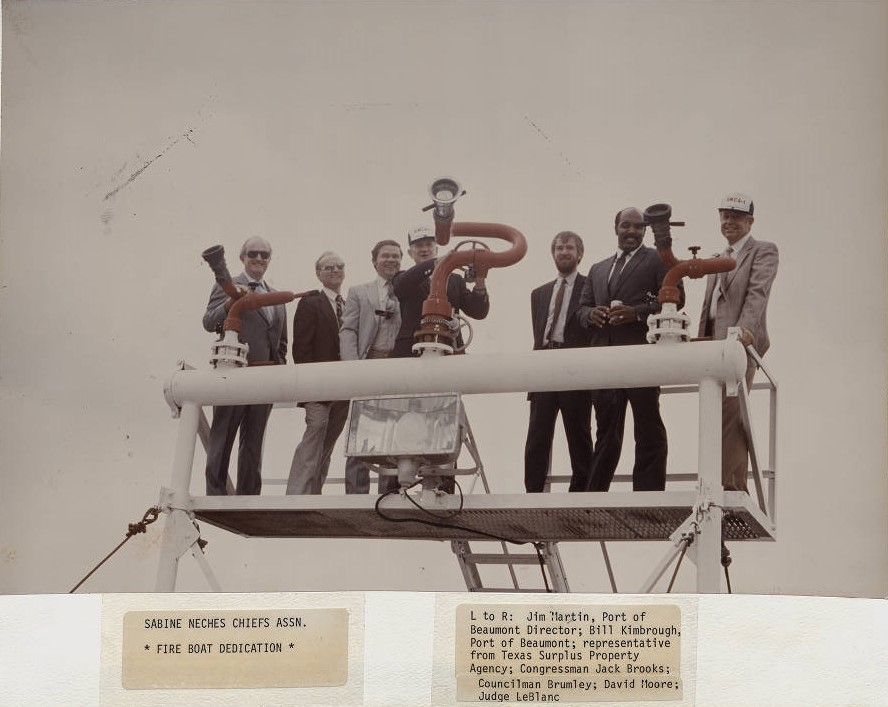 SABINE NECHES CHIEFS ASSN.
* FIRE BOAT DEDICATION *
L to R: Jim Martin, Port of
Beaumont Director; Bill Kimbrough,
Port of Beaumont; representative
from Texas Surplus Property
Agency; Congressman Jack Brooks;
Councilman Brumley; David Moore;
Judge LeBlanc